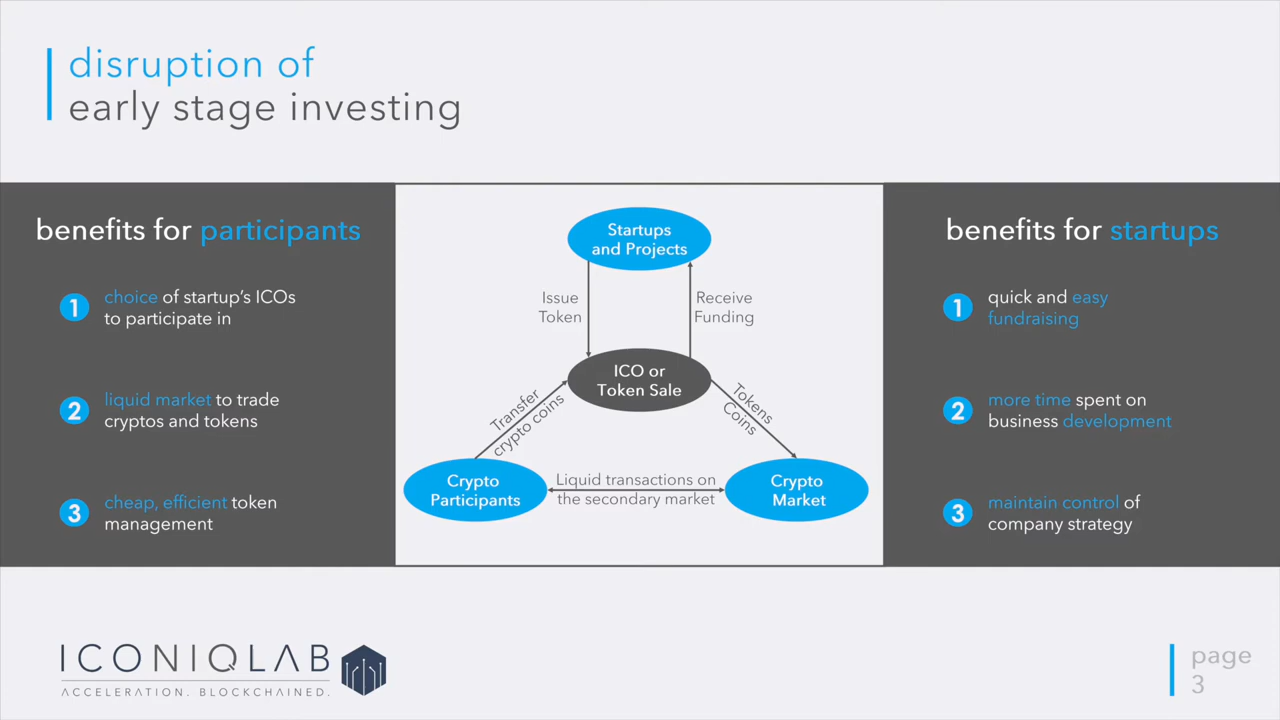 disruption of
early stage investing
benefits for participants
1
choice of startup's ICOs
to participate in
2
liquid market to trade
cryptos and tokens
3
cheap, efficient token
management
Startups
and Projects
Issue
Token
Receive
Funding
ICO or
Token Sale
Transfer
crypto coins
Tokens
Coins
Crypto
Participants
Liquid transactions on
the secondary market
Crypto
Market
benefits for startups
1
quick and easy
fundraising
2
more time spent on
business development
3
maintain control of
company strategy
ICONIQLAB
ACCELERATION. BLOCKCHAINED.
page
3